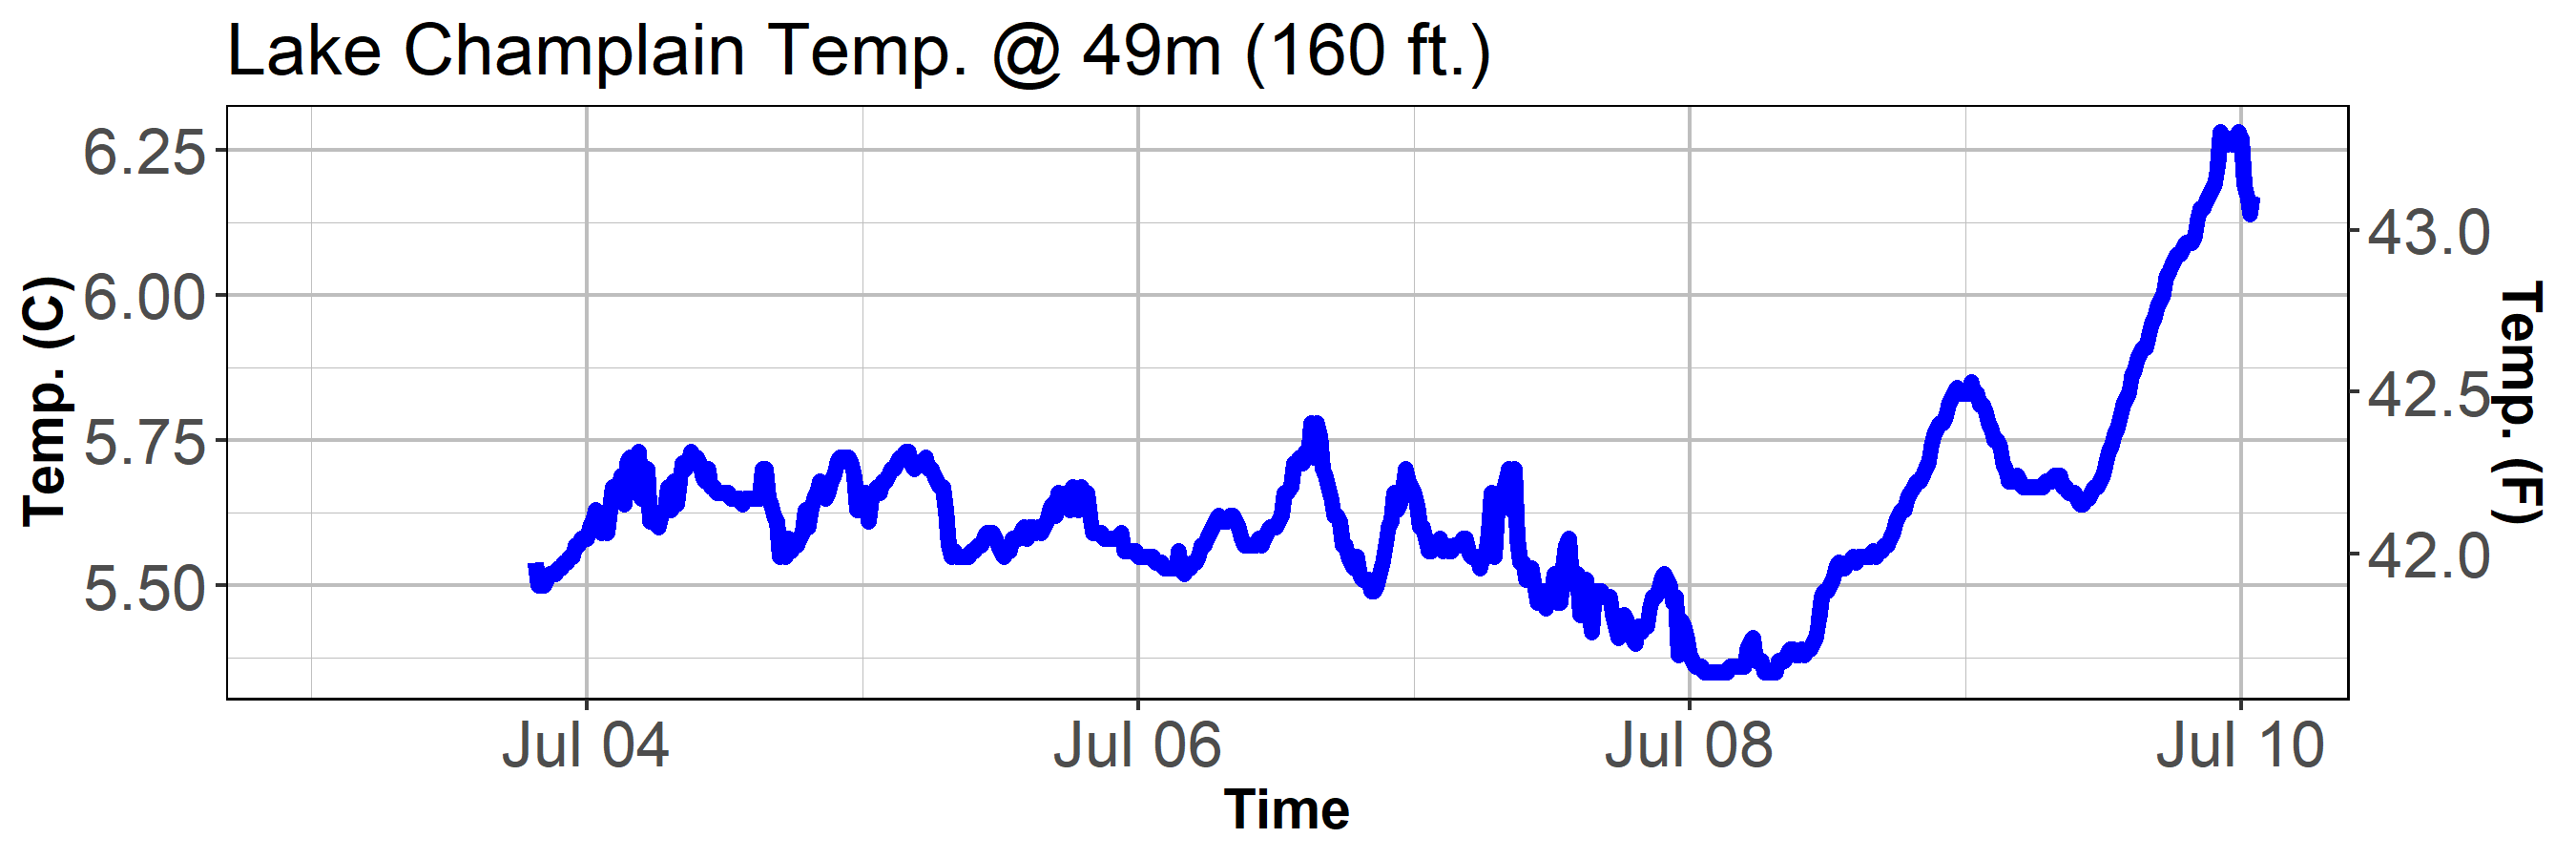 Lake Champlain Temp. @ 49m (160 ft.)
6.25
6.00
5.75
5.50
Temp. (C)
43.0
42.5
42.0
Temp. (F)
Jul 04 Jul 06 Jul 08 Jul 10
Time